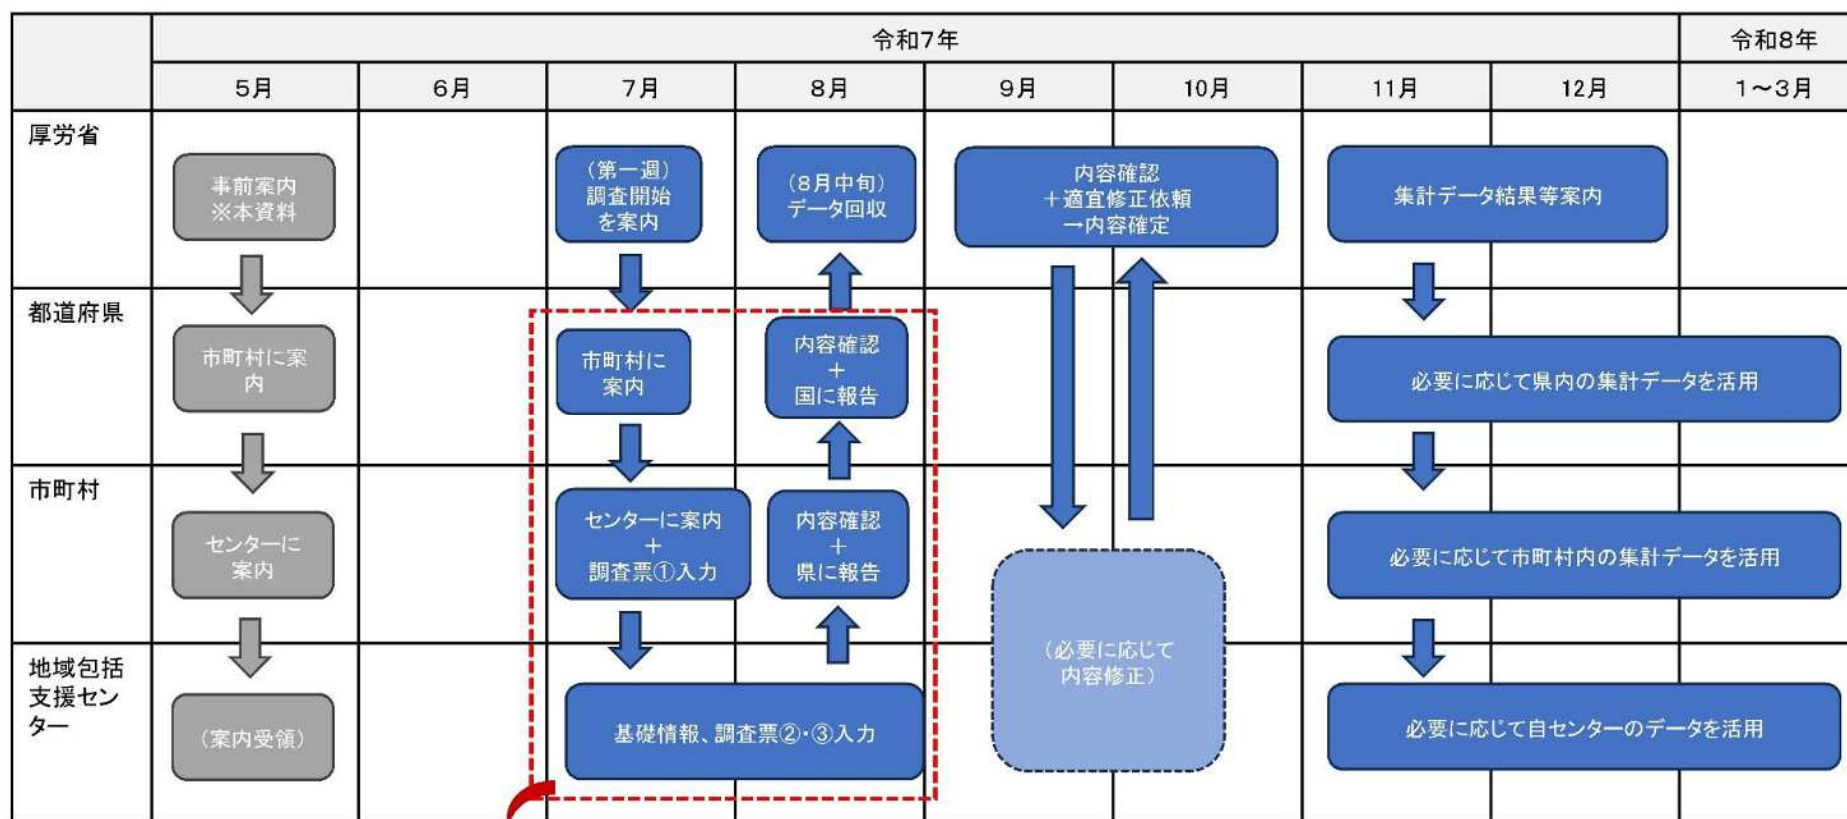 令和7年
令和8年
5月
6月
7月
8月
9月
10月
11月
12月
1～3月
厚労省
事前案内
※本資料
（第一週）
調査開始
を案内
（8月中旬）
データ回収
内容確認
＋適宜修正依頼
→内容確定
集計データ結果等案内
都道府県
市町村に案
内
市町村に
案内
内容確認
＋
国に報告
必要に応じて県内の集計データを活用
市町村
センターに
案内
センターに案内
＋
調査票①入力
内容確認
＋
県に報告
必要に応じて市町村内の集計データを活用
地域包括
支援セン
ター
（案内受領）
基礎情報、調査票②・③入力
（必要に応じて
内容修正）
必要に応じて自センターのデータを活用